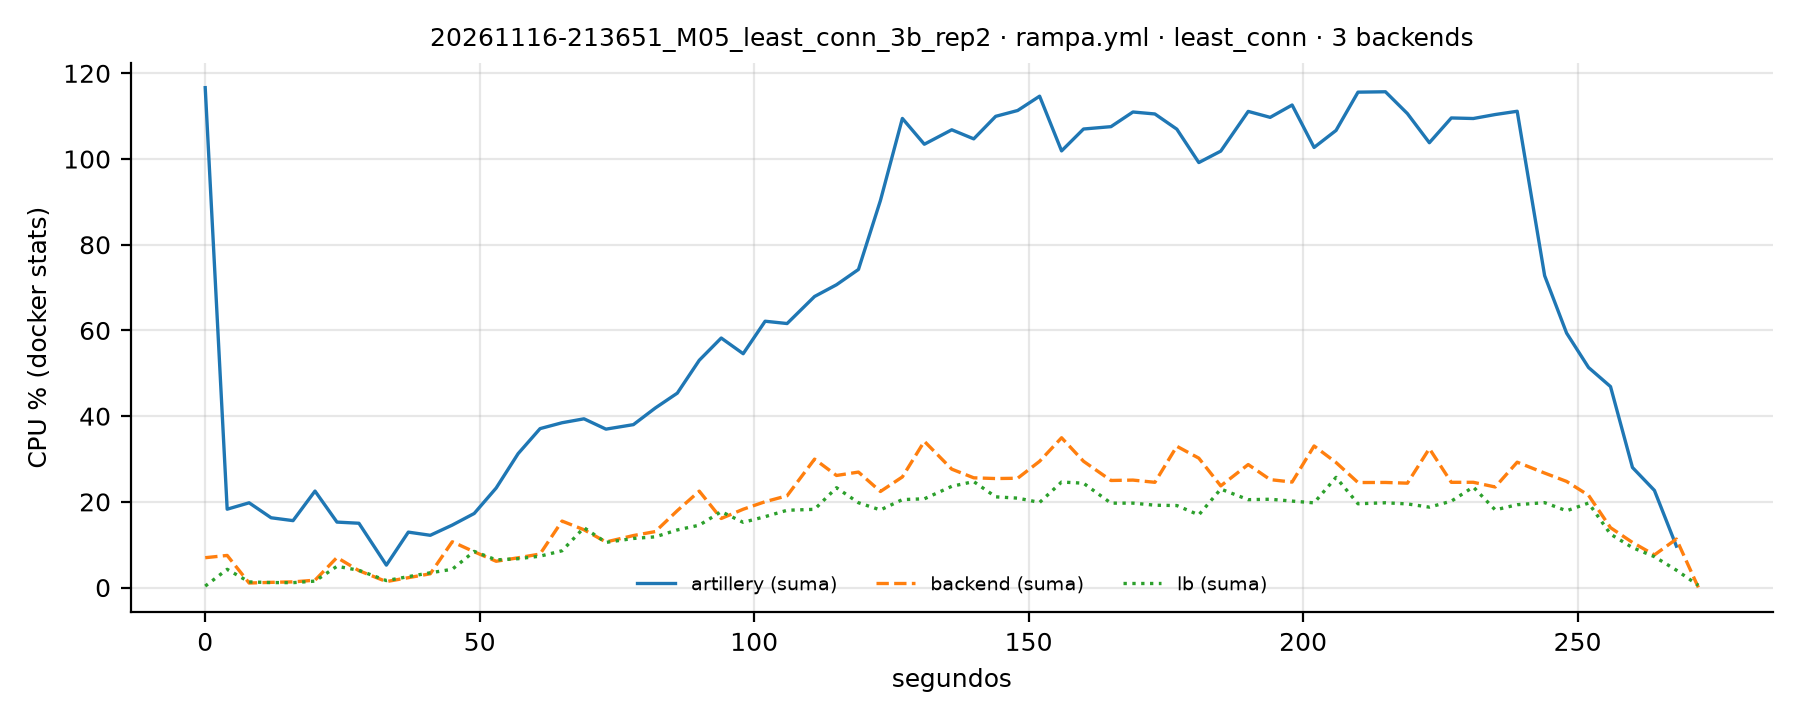 20261116-213651_M05_least_conn_3b_rep2 · rampa.yml · least_conn · 3 backends
CPU % (docker stats)
120
100
80
60
40
20
0
artillery (suma)
backend (suma)
lb (suma)
0
50
100
150
200
250
segundos